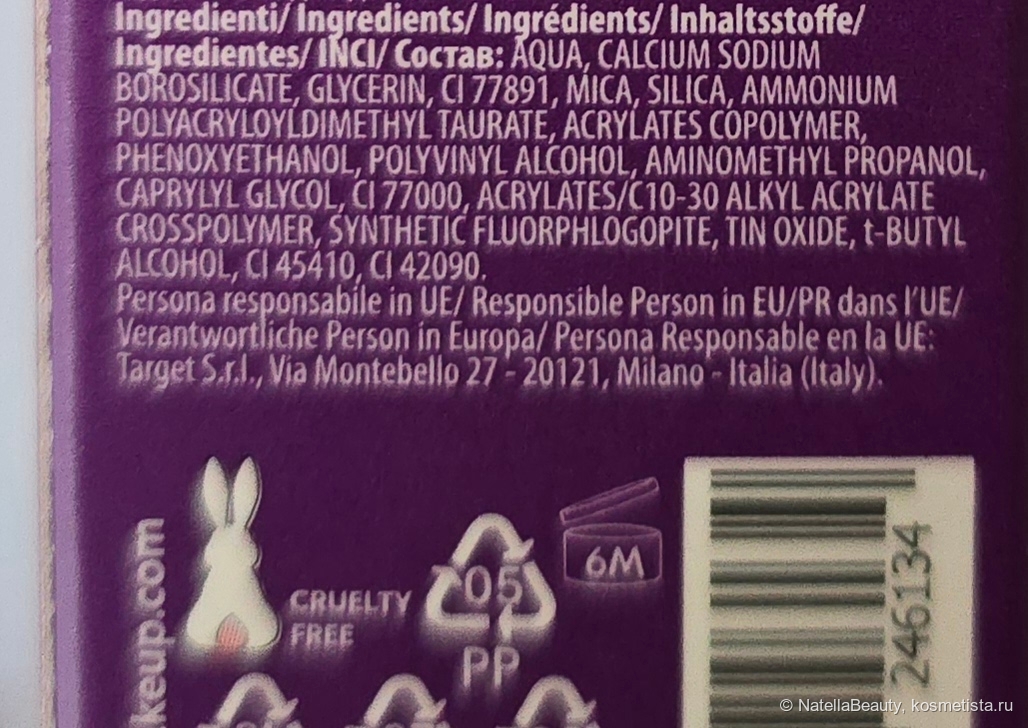 Ingredienti/ Ingredients/ Ingrédients/ Inhaltsstoffe/
Ingredientes/ INCI/ Состав: AQUA, CALCIUM SODIUM
BOROSILICATE, GLYCERIN, CI 77891, MICA, SILICA, AMMONIUM
POLYACRYLOYLDIMETHYL TAURATE, ACRYLATES COPOLYMER,
PHENOXYETHANOL, POLYVINYL ALCOHOL, AMINOMETHYL PROPANOL,
CAPRYLYL GLYCOL, CI 77000, ACRYLATES/C10-30 ALKYL ACRYLATE
CROSSPOLYMER, SYNTHETIC FLUORPHLOGOPITE, TIN OXIDE, t-BUTYL
ALCOHOL, CI 45410, CI 42090.
Persona responsabile in UE/ Responsible Person in EU/PR dans l'UE/
Verantwortliche Person in Europa/ Persona Responsable en la UE:
Target S.r.l., Via Montebello 27 - 20121, Milano - Italia (Italy).
keup.com
CRUELTY
FREE
05
PP
6M
246134
© NatellaBeauty, kosmetista.ru